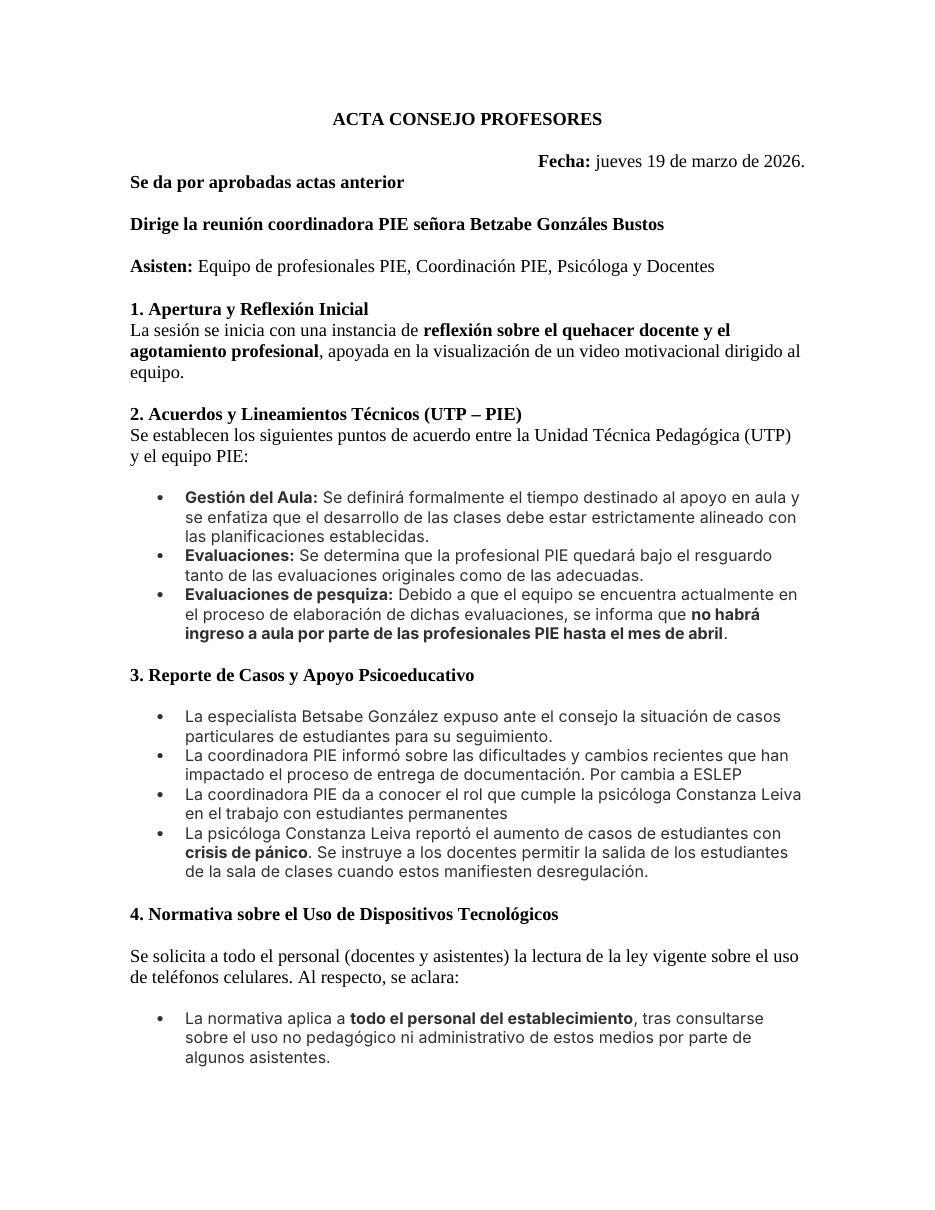 ACTA CONSEJO PROFESORES
Fecha: jueves 19 de marzo de 2026.
Se da por aprobadas actas anterior
Dirige la reunión coordinadora PIE señora Betzabe Gonzáles Bustos
Asisten: Equipo de profesionales PIE, Coordinación PIE, Psicóloga y Docentes
1. Apertura y Reflexión Inicial
La sesión se inicia con una instancia de reflexión sobre el quehacer docente y el
agotamiento profesional, apoyada en la visualización de un video motivacional dirigido al
equipo.
2. Acuerdos y Lineamientos Técnicos (UTP – PIE)
Se establecen los siguientes puntos de acuerdo entre la Unidad Técnica Pedagógica (UTP)
y el equipo PIE:
• Gestión del Aula: Se definirá formalmente el tiempo destinado al apoyo en aula y
se enfatiza que el desarrollo de las clases debe estar estrictamente alineado con
las planificaciones establecidas.
• Evaluaciones: Se determina que la profesional PIE quedará bajo el resguardo
tanto de las evaluaciones originales como de las adecuadas.
• Evaluaciones de pesquiza: Debido a que el equipo se encuentra actualmente en
el proceso de elaboración de dichas evaluaciones, se informa que no habrá
ingreso a aula por parte de las profesionales PIE hasta el mes de abril.
3. Reporte de Casos y Apoyo Psicoeducativo
• La especialista Betsabe González expuso ante el consejo la situación de casos
particulares de estudiantes para su seguimiento.
• La coordinadora PIE informó sobre las dificultades y cambios recientes que han
impactado el proceso de entrega de documentación. Por cambia a ESLEP
• La coordinadora PIE da a conocer el rol que cumple la psicóloga Constanza Leiva
en el trabajo con estudiantes permanentes
• La psicóloga Constanza Leiva reportó el aumento de casos de estudiantes con
crisis de pánico. Se instruye a los docentes permitir la salida de los estudiantes
de la sala de clases cuando estos manifiesten desregulación.
4. Normativa sobre el Uso de Dispositivos Tecnológicos
Se solicita a todo el personal (docentes y asistentes) la lectura de la ley vigente sobre el uso
de teléfonos celulares. Al respecto, se aclara:
• La normativa aplica a todo el personal del establecimiento, tras consultarse
sobre el uso no pedagógico ni administrativo de estos medios por parte de
algunos asistentes.